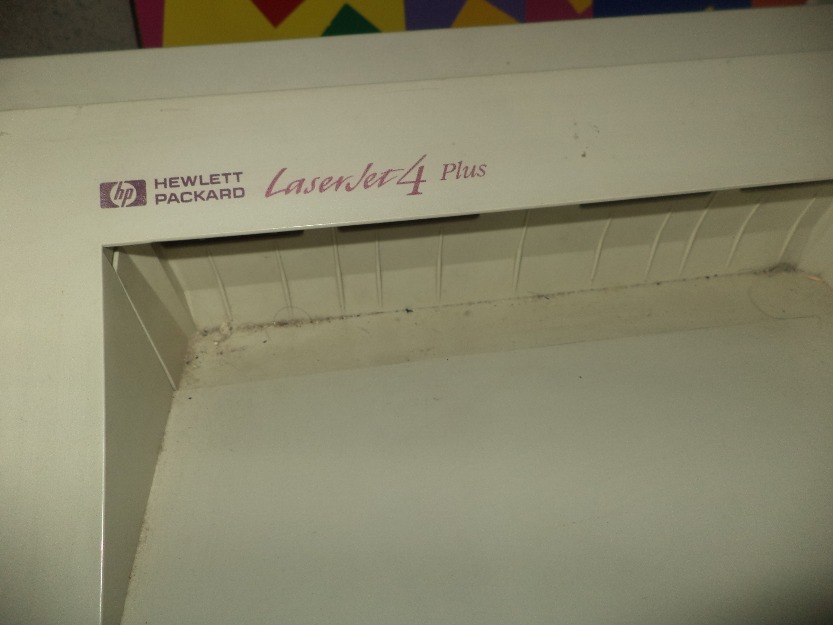 hp HEWLETT
PACKARD
LaserJet 4 Plus